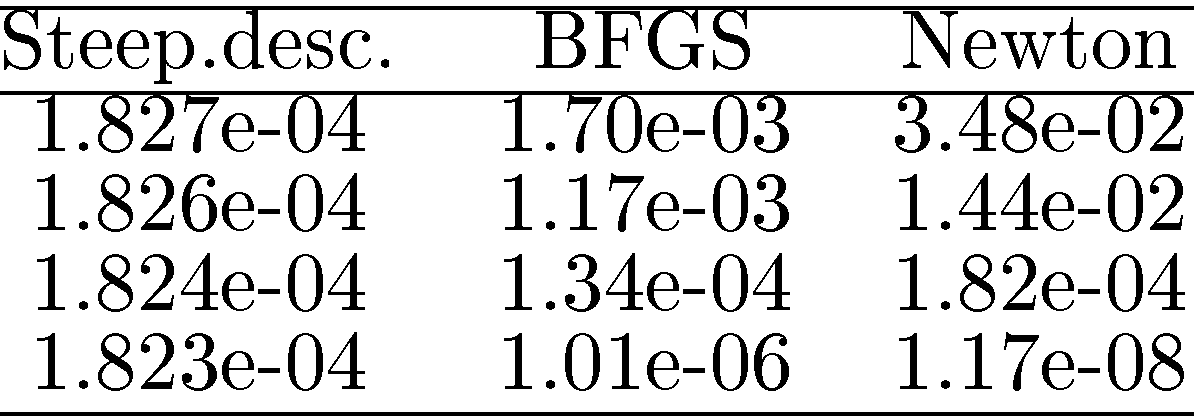 Steep.desc. BFGS Newton
1.827e-04 1.70e-03 3.48e-02
1.826e-04 1.17e-03 1.44e-02
1.824e-04 1.34e-04 1.82e-04
1.823e-04 1.01e-06 1.17e-08